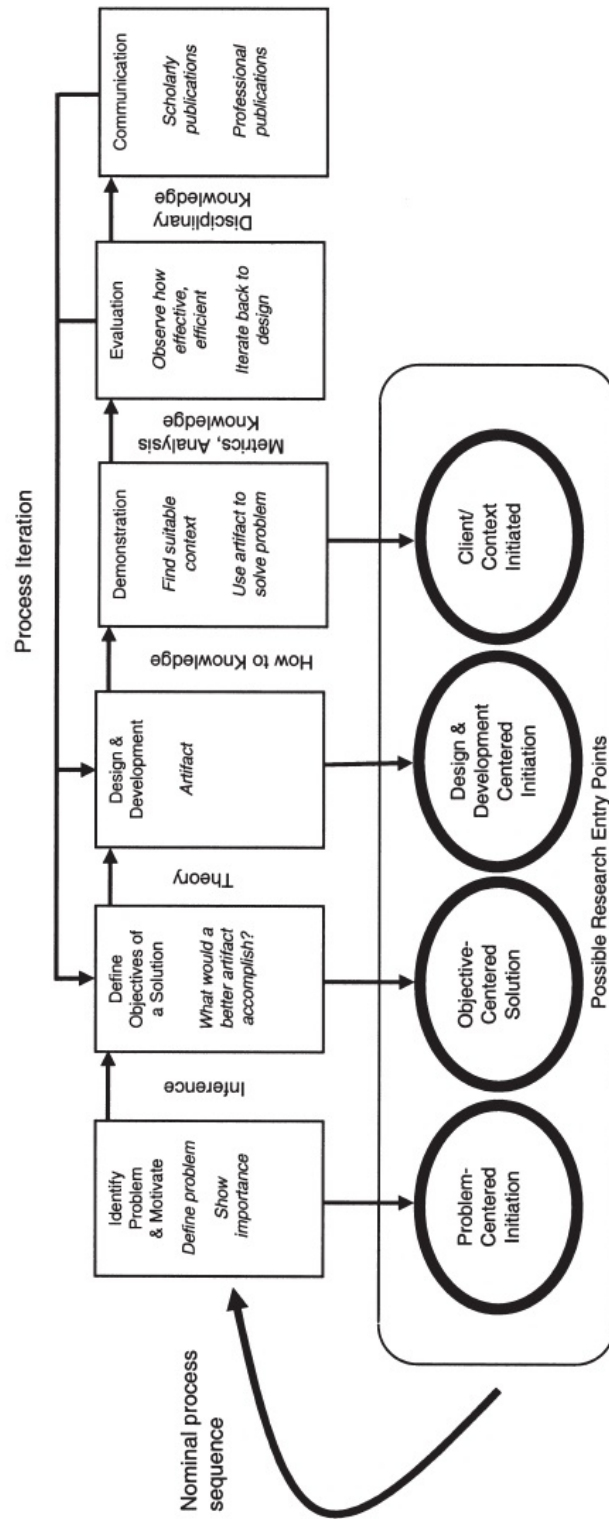 Process Iteration
Nominal process
sequence
Identify
Problem
& Motivate
Define problem
Show
importance
Inference
Define
Objectives of
a Solution
What would a
better artifact
accomplish?
Theory
Design &
Development
Artifact
How to Knowledge
Demonstration
Find suitable
context
Use artifact to
solve problem
Metrics, Analysis
Knowledge
Evaluation
Observe how
effective,
efficient
Iterate back to
design
Disciplinary
Knowledge
Communication
Scholarly
publications
Professional
publications
Problem-
Centered
Initiation
Objective-
Centered
Solution
Design &
Development
Centered
Initiation
Client/
Context
Initiated
Possible Research Entry Points